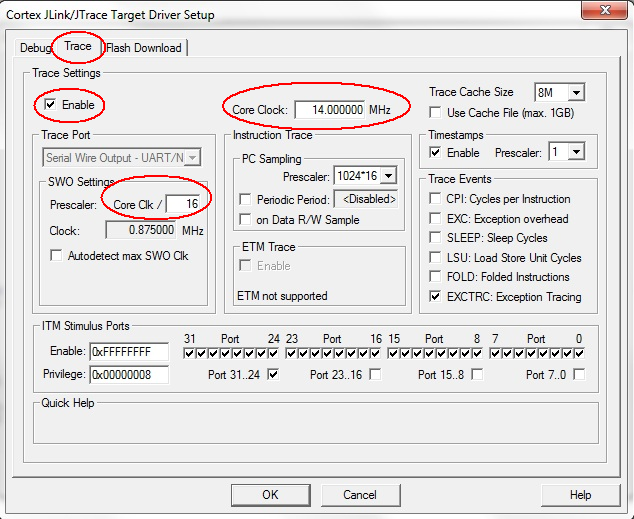 Cortex JLink/JTrace Target Driver Setup
Debug Trace Flash Download
Trace Settings
Enable
Core Clock: 14.000000 MHz
Trace Cache Size 8M
Use Cache File (max. 1GB)
Trace Port
Serial Wire Output - UART/N
SWO Settings
Prescaler: Core Clk / 16
Clock: 0.875000 MHz
Autodetect max SWO Clk
Instruction Trace
PC Sampling
Prescaler: 1024*16
Periodic Period: <Disabled>
on Data R/W Sample
ETM Trace
Enable
ETM not supported
Timestamps
Enable Prescaler: 1
Trace Events
CPI: Cycles per Instruction
EXC: Exception overhead
SLEEP: Sleep Cycles
LSU: Load Store Unit Cycles
FOLD: Folded Instructions
EXCTRC: Exception Tracing
ITM Stimulus Ports
31 Port 24 23 Port 16 15 Port 8 7 Port 0
Enable: 0xFFFFFFFF
Privilege: 0x00000008 Port 31..24 Port 23..16 Port 15..8 Port 7..0
Quick Help
OK Cancel Help